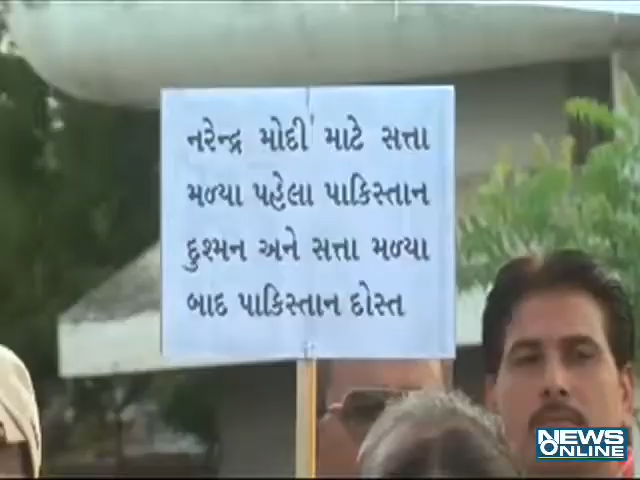 નરેન્દ્ર મોદી માટે સત્તા
મળ્યા પહેલા પાકિસ્તાન
દુશ્મન અને સત્તા મળ્યા
બાદ પાકિસ્તાન દોસ્ત
NEWS
ONLINE